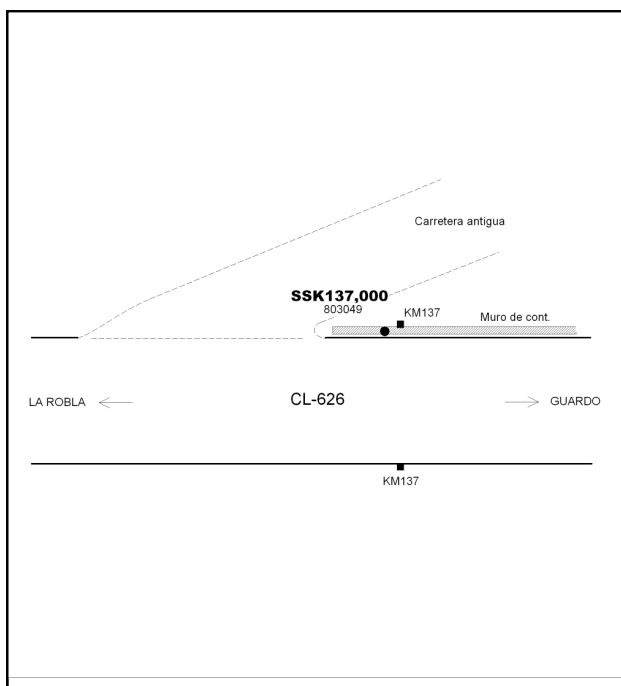 Carretera antigua
SSK137,000
803049
KM137
Muro de cont.
LA ROBLA
CL-626
GUARDO
KM137